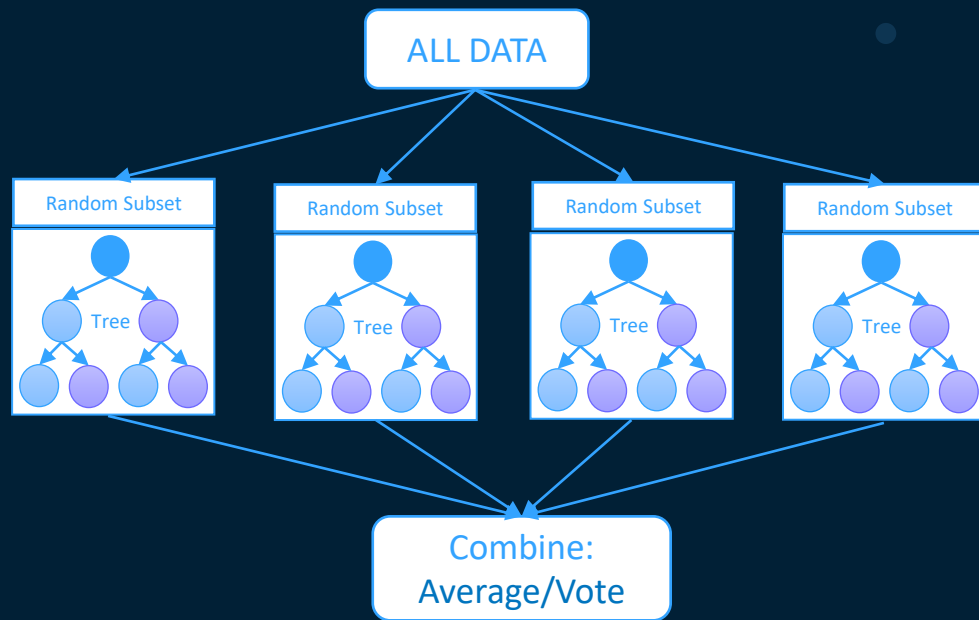 ALL DATA
Random Subset
Random Subset
Random Subset
Random Subset
Tree
Tree
Tree
Tree
Combine:
Average/Vote